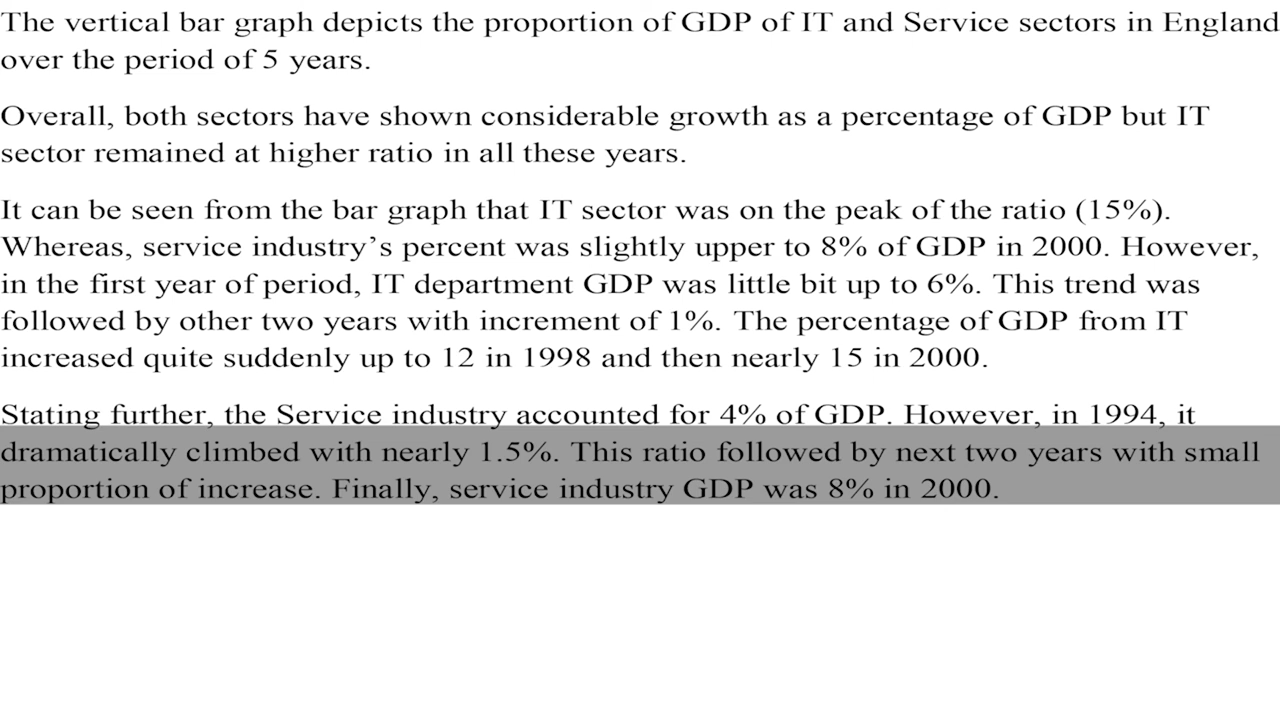 The vertical bar graph depicts the proportion of GDP of IT and Service sectors in England
over the period of 5 years.
Overall, both sectors have shown considerable growth as a percentage of GDP but IT
sector remained at higher ratio in all these years.
It can be seen from the bar graph that IT sector was on the peak of the ratio (15%).
Whereas, service industry’s percent was slightly upper to 8% of GDP in 2000. However,
in the first year of period, IT department GDP was little bit up to 6%. This trend was
followed by other two years with increment of 1%. The percentage of GDP from IT
increased quite suddenly up to 12 in 1998 and then nearly 15 in 2000.
Stating further, the Service industry accounted for 4% of GDP. However, in 1994, it
dramatically climbed with nearly 1.5%. This ratio followed by next two years with small
proportion of increase. Finally, service industry GDP was 8% in 2000.